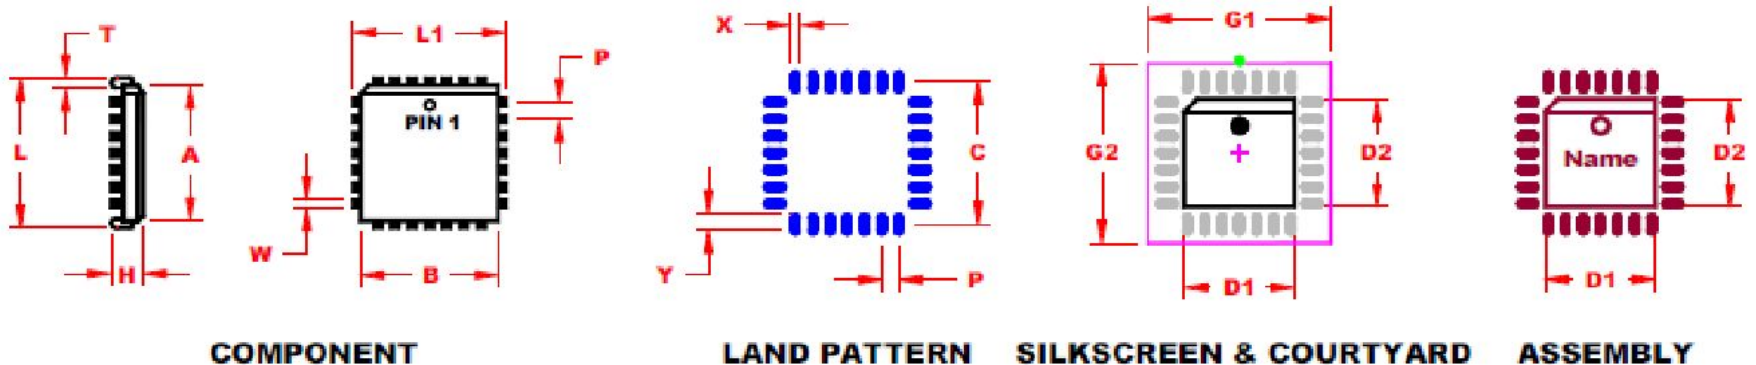 T
L
A
H
L1
P
PIN 1
W
B
X
C
Y
P
G1
G2
D2
D1
Name
D2
D1
COMPONENT
LAND PATTERN
SILKSCREEN & COURTYARD
ASSEMBLY